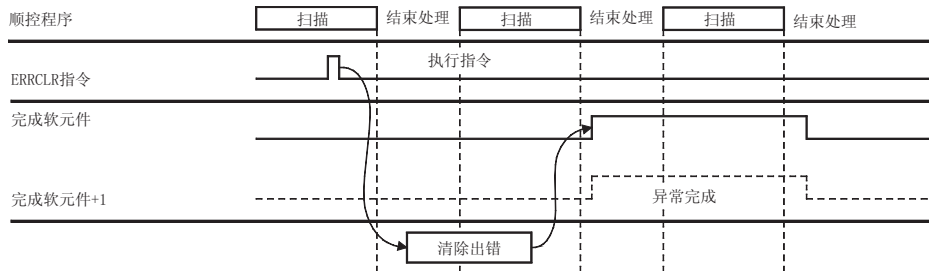 顺控程序
扫描
结束处理
扫描
结束处理
扫描
结束处理
ERRCLR指令
执行指令
完成软元件
完成软元件+1
异常完成
清除出错